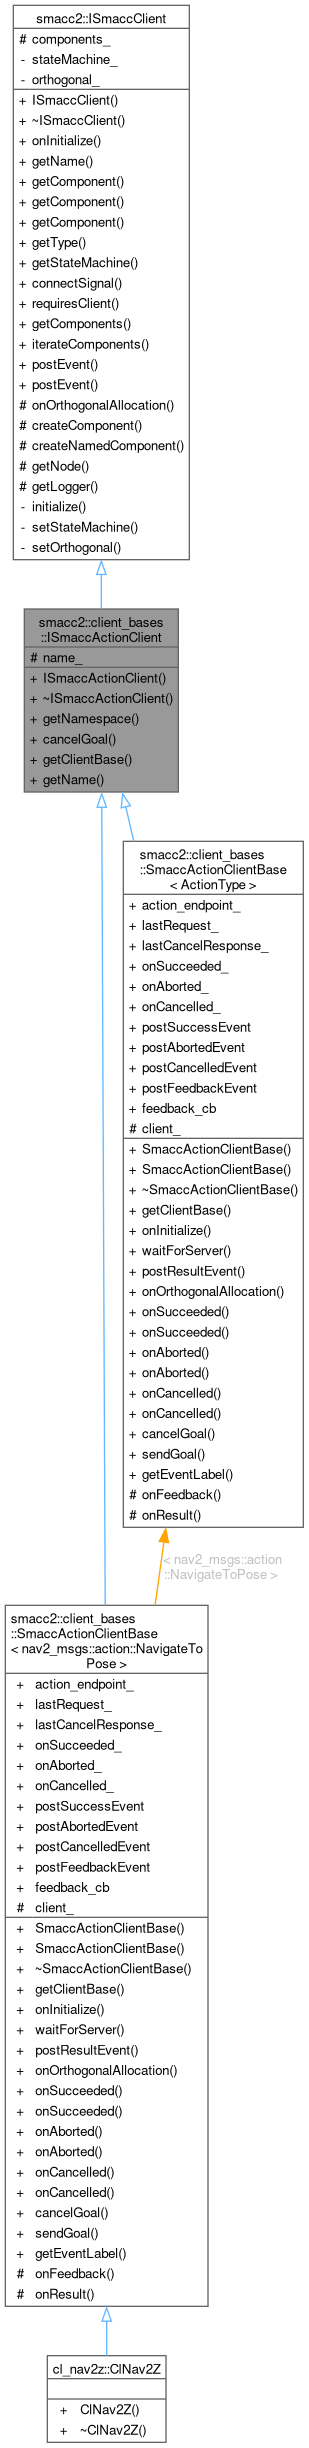 smacc2::ISmaccClient
# components_
- stateMachine_
- orthogonal_
+ ISmaccClient()
+ ~ISmaccClient()
+ onInitialize()
+ getName()
+ getComponent()
+ getComponent()
+ getComponent()
+ getType()
+ getStateMachine()
+ connectSignal()
+ requiresClient()
+ getComponents()
+ iterateComponents()
+ postEvent()
+ postEvent()
# onOrthogonalAllocation()
# createComponent()
# createNamedComponent()
# getNode()
# getLogger()
- initialize()
- setStateMachine()
- setOrthogonal()
smacc2::client_bases
::ISmaccActionClient
# name_
+ ISmaccActionClient()
+ ~ISmaccActionClient()
+ getNamespace()
+ cancelGoal()
+ getClientBase()
+ getName()
smacc2::client_bases
::SmaccActionClientBase
< ActionType >
+ action_endpoint_
+ lastRequest_
+ lastCancelResponse_
+ onSucceeded_
+ onAborted_
+ onCancelled_
+ postSuccessEvent
+ postAbortedEvent
+ postCancelledEvent
+ postFeedbackEvent
+ feedback_cb
# client_
+ SmaccActionClientBase()
+ SmaccActionClientBase()
+ ~SmaccActionClientBase()
+ getClientBase()
+ onInitialize()
+ waitForServer()
+ postResultEvent()
+ onOrthogonalAllocation()
+ onSucceeded()
+ onSucceeded()
+ onAborted()
+ onAborted()
+ onCancelled()
+ onCancelled()
+ cancelGoal()
+ sendGoal()
+ getEventLabel()
# onFeedback()
# onResult()
< nav2_msgs::action
::NavigateToPose >
smacc2::client_bases
::SmaccActionClientBase
< nav2_msgs::action::NavigateTo
Pose >
+ action_endpoint_
+ lastRequest_
+ lastCancelResponse_
+ onSucceeded_
+ onAborted_
+ onCancelled_
+ postSuccessEvent
+ postAbortedEvent
+ postCancelledEvent
+ postFeedbackEvent
+ feedback_cb
# client_
+ SmaccActionClientBase()
+ SmaccActionClientBase()
+ ~SmaccActionClientBase()
+ getClientBase()
+ onInitialize()
+ waitForServer()
+ postResultEvent()
+ onOrthogonalAllocation()
+ onSucceeded()
+ onSucceeded()
+ onAborted()
+ onAborted()
+ onCancelled()
+ onCancelled()
+ cancelGoal()
+ sendGoal()
+ getEventLabel()
# onFeedback()
# onResult()
cl_nav2z::ClNav2Z
+ ClNav2Z()
+ ~ClNav2Z()